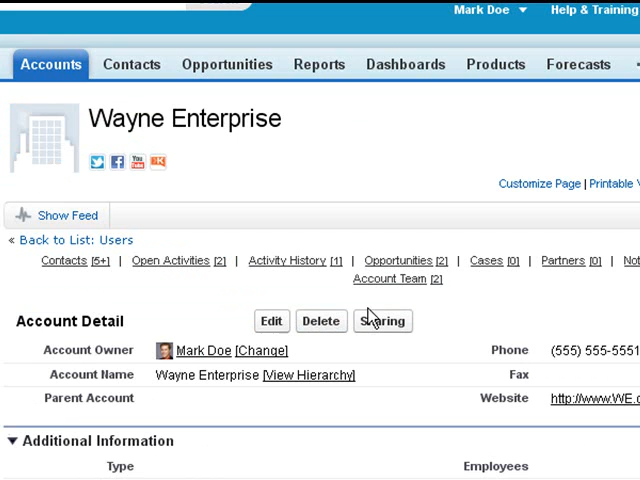 Mark Doe Help & Training
Accounts Contacts Opportunities Reports Dashboards Products Forecasts
Wayne Enterprise
You Tube
Customize Page | Printable
Show Feed
« Back to List: Users
Contacts [5+] | Open Activities [2] | Activity History [1] | Opportunities [2] | Cases [0] | Partners [0] | Not
Account Team [2]
Account Detail Edit Delete Sharing
Account Owner Mark Doe [Change] Phone (555) 555-5551
Account Name Wayne Enterprise [View Hierarchy] Fax
Parent Account Website http://www.WE.c
Additional Information
Type Employees